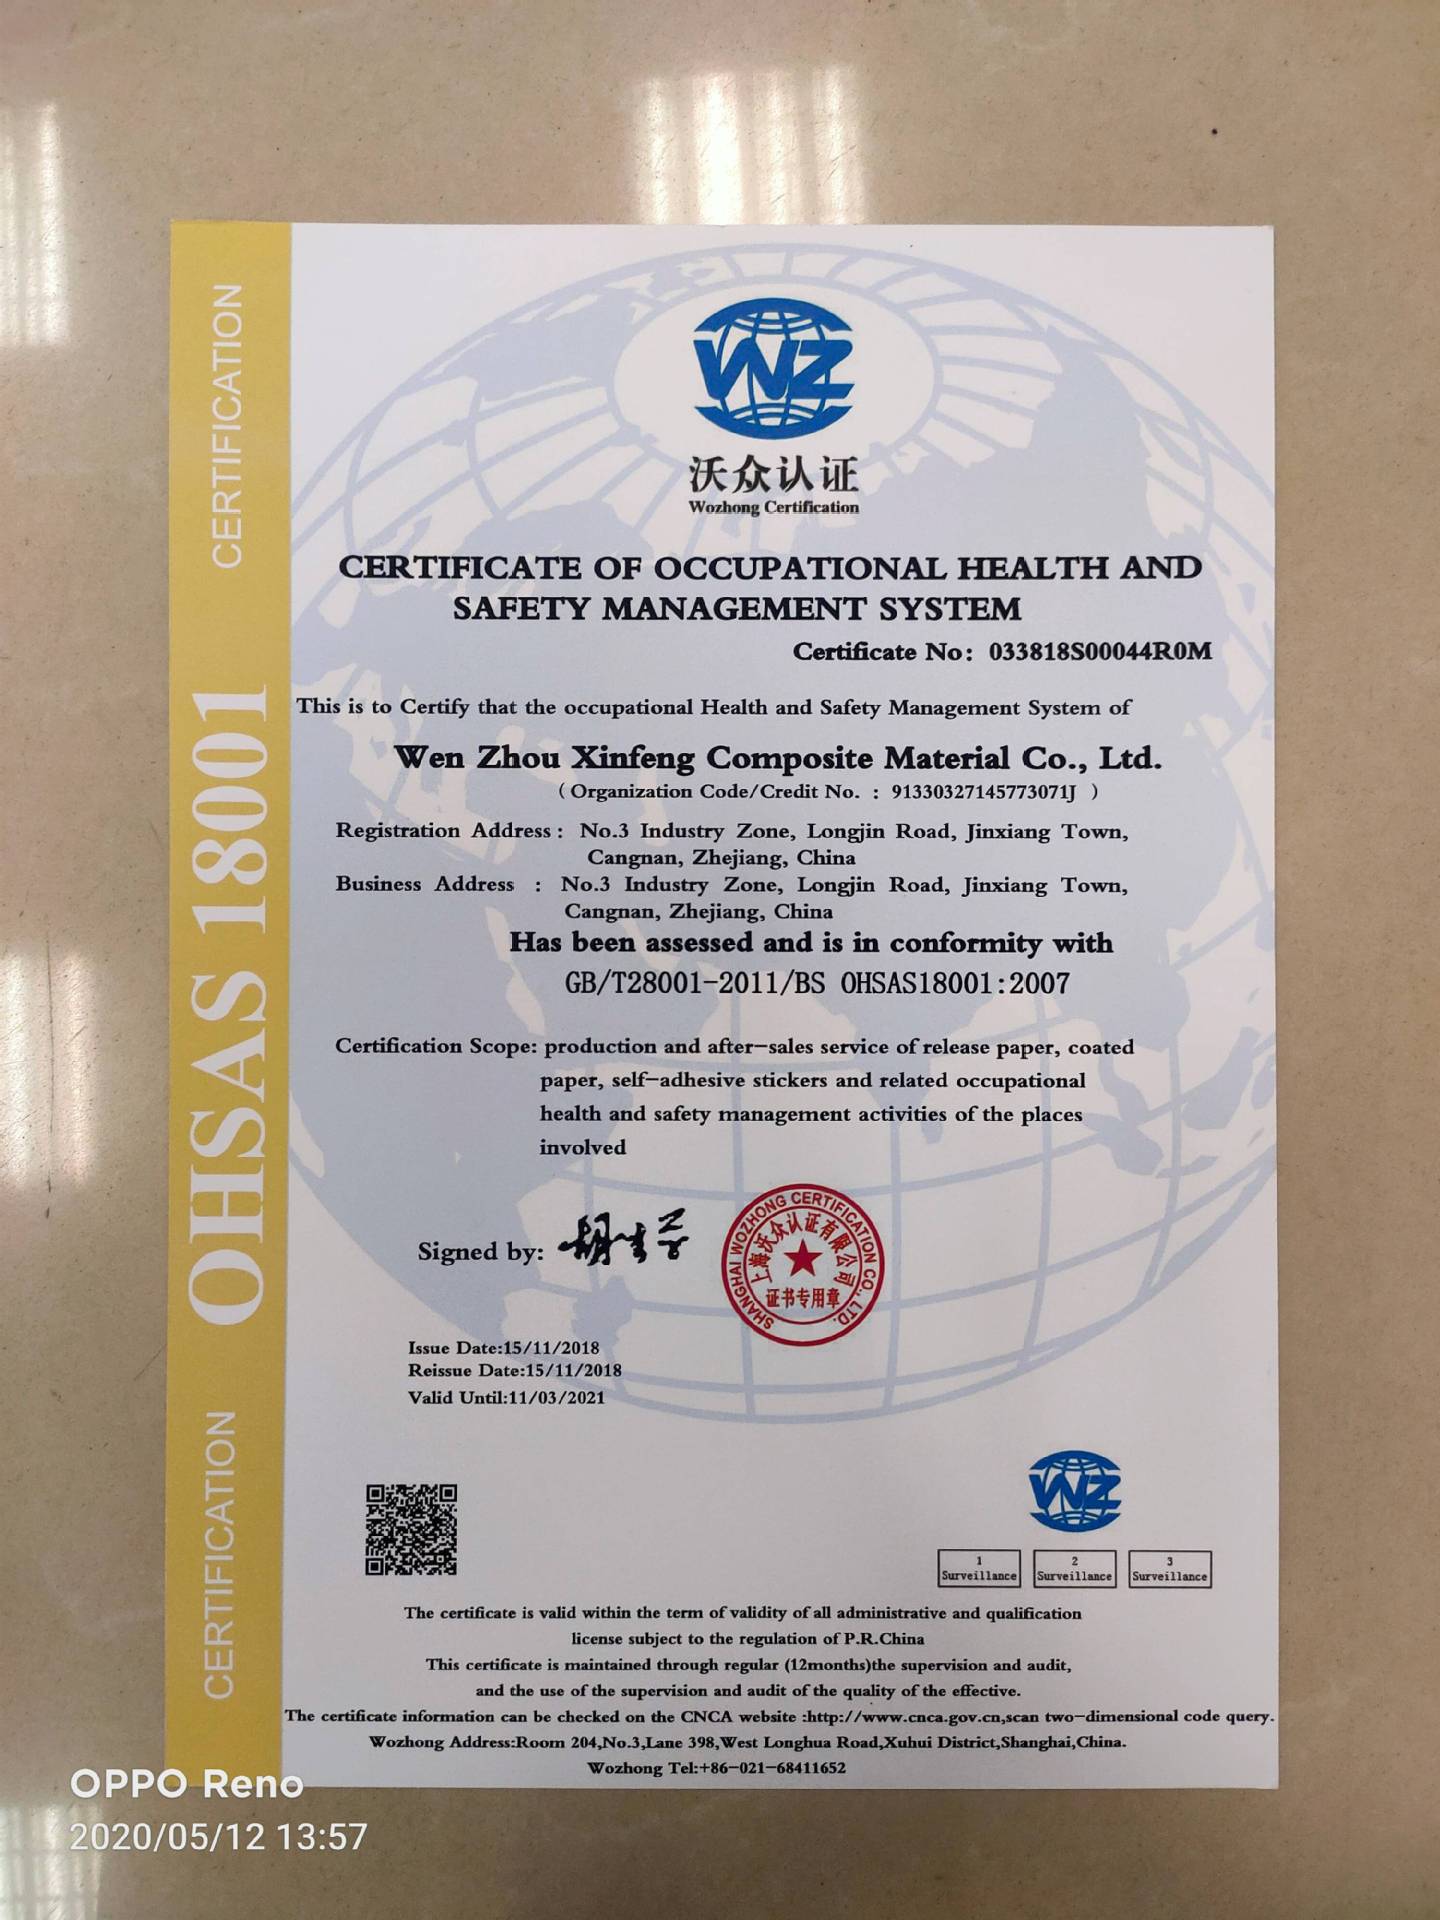 CERTIFICATION
OHSAS 18001
CERTIFICATION
WZ
沃众认证
Wozhong Certification
CERTIFICATE OF OCCUPATIONAL HEALTH AND
SAFETY MANAGEMENT SYSTEM
Certificate No: 033818S00044R0M
This is to Certify that the occupational Health and Safety Management System of
Wen Zhou Xinfeng Composite Material Co., Ltd.
(Organization Code/Credit No. : 91330327145773071J )
Registration Address: No.3 Industry Zone, Longjin Road, Jinxiang Town,
Cangnan, Zhejiang, China
Business Address : No.3 Industry Zone, Longjin Road, Jinxiang Town,
Cangnan, Zhejiang, China
Has been assessed and is in conformity with
GB/T28001-2011/BS OHSAS18001:2007
Certification Scope: production and after-sales service of release paper, coated
paper, self-adhesive stickers and related occupational
health and safety management activities of the places
involved
Signed by:
SHANGHAI WOZHONG CERTIFICATION CO., LTD.
上海沃众认证有限公司
证书专用章
Issue Date:15/11/2018
Reissue Date:15/11/2018
Valid Until:11/03/2021
WZ
1 Surveillance
2 Surveillance
3 Surveillance
The certificate is valid within the term of validity of all administrative and qualification
license subject to the regulation of P.R.China
This certificate is maintained through regular (12months)the supervision and audit,
and the use of the supervision and audit of the quality of the effective.
The certificate information can be checked on the CNCA website :http://www.cnca.gov.cn,scan two-dimensional code query.
Wozhong Address:Room 204,No.3,Lane 398,West Longhua Road,Xuhui District,Shanghai,China.
Wozhong Tel:+86-021-68411652
OPPO Reno
2020/05/12 13:57